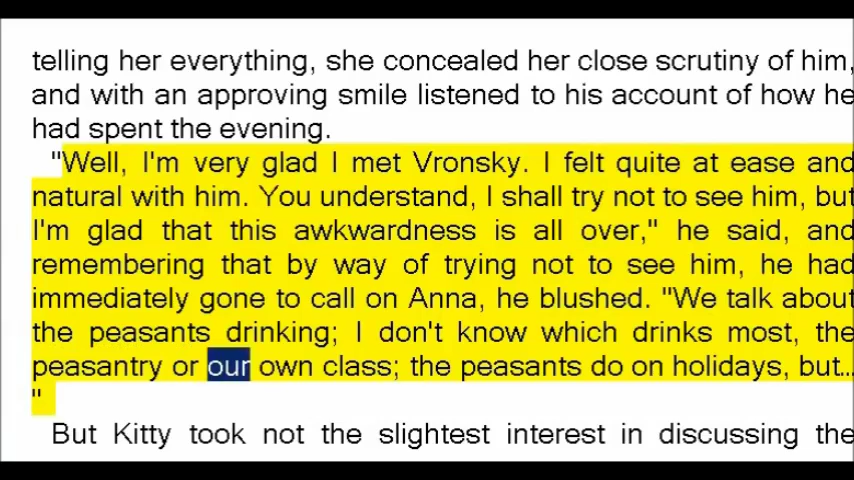 telling her everything, she concealed her close scrutiny of him,
and with an approving smile listened to his account of how he
had spent the evening.
"Well, I'm very glad I met Vronsky. I felt quite at ease and
natural with him. You understand, I shall try not to see him, but
I'm glad that this awkwardness is all over," he said, and
remembering that by way of trying not to see him, he had
immediately gone to call on Anna, he blushed. "We talk about
the peasants drinking; I don't know which drinks most, the
peasantry or our own class; the peasants do on holidays, but...
"
But Kitty took not the slightest interest in discussing the